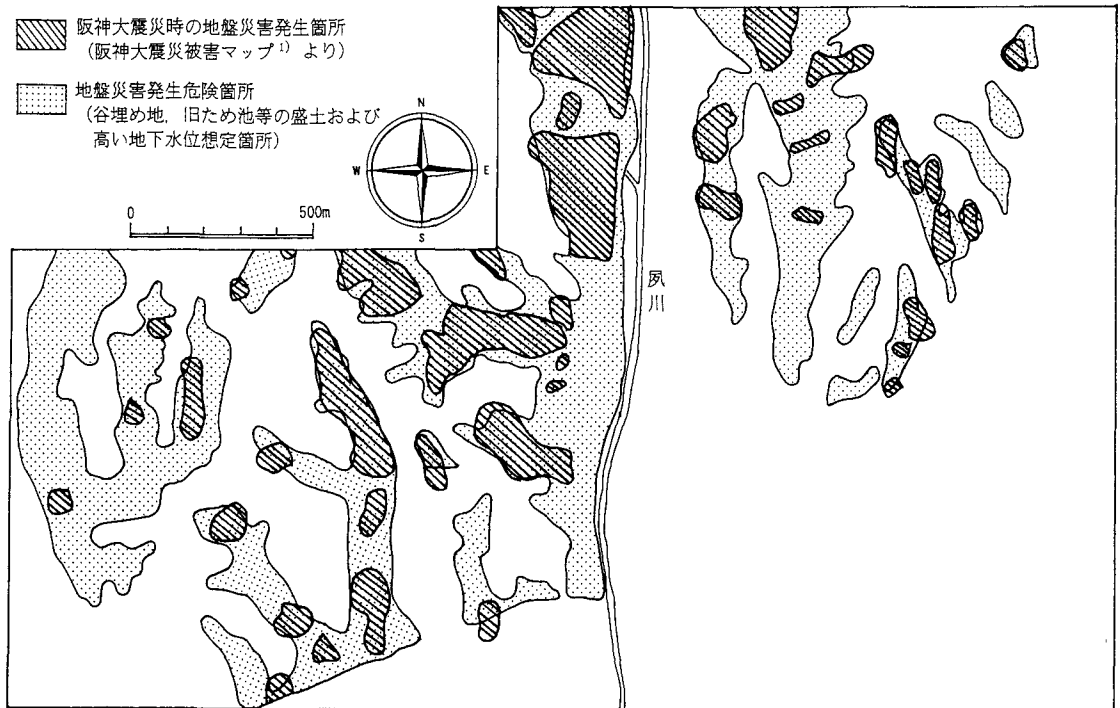 阪神大震災時の地盤災害発生箇所
(阪神大震災被害マップ1)より)
地盤災害発生危険箇所
(谷埋め地，旧ため池等の盛土および
高い地下水位想定箇所)
N
W E
S
0 500m
夙川